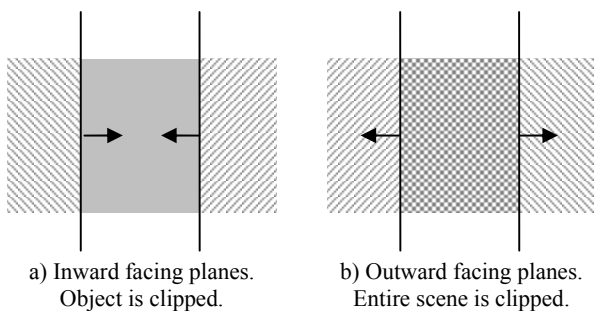 a) Inward facing planes.
Object is clipped.
b) Outward facing planes.
Entire scene is clipped.